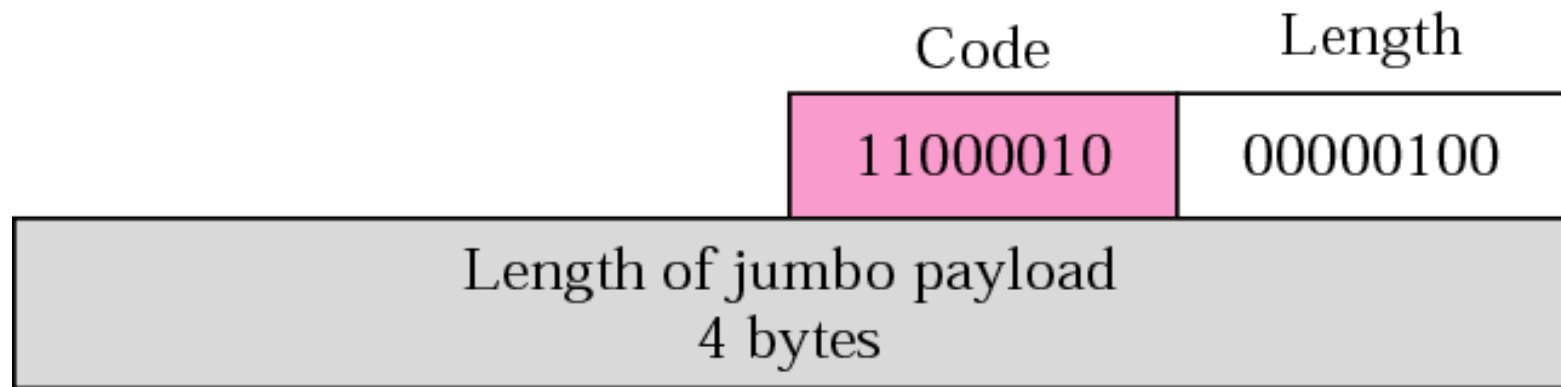 Code Length
11000010 00000100
Length of jumbo payload
4 bytes